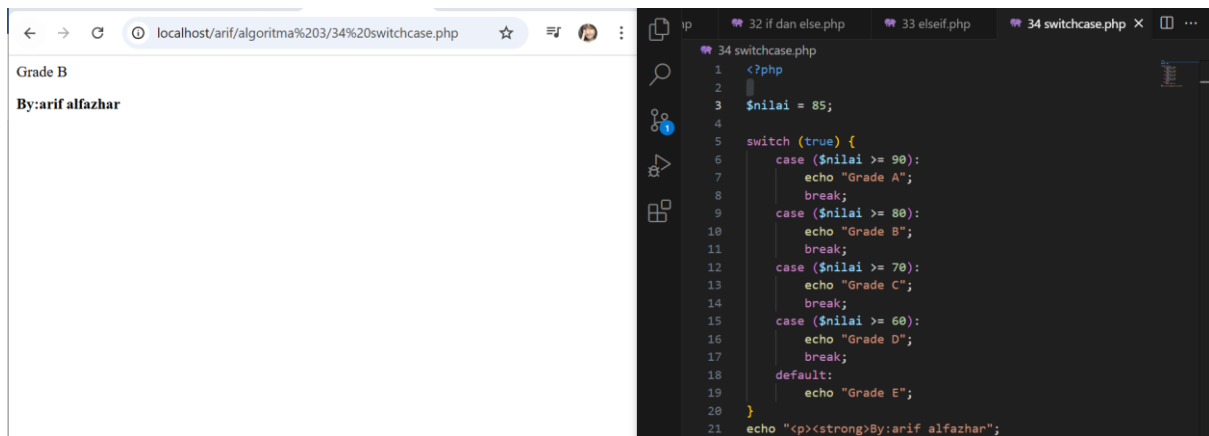 localhost/arif/algoritma%203/34%20switchcase.php
Grade B
By:arif alfazhar
1
32 if dan else.php
33 elseif.php
34 switchcase.php
34 switchcase.php
1 <?php
2
3 $nilai = 85;
4
5 switch (true) {
6 case ($nilai >= 90):
7 echo "Grade A";
8 break;
9 case ($nilai >= 80):
10 echo "Grade B";
11 break;
12 case ($nilai >= 70):
13 echo "Grade C";
14 break;
15 case ($nilai >= 60):
16 echo "Grade D";
17 break;
18 default:
19 echo "Grade E";
20 }
21 echo "<p><strong>By:arif alfazhar";